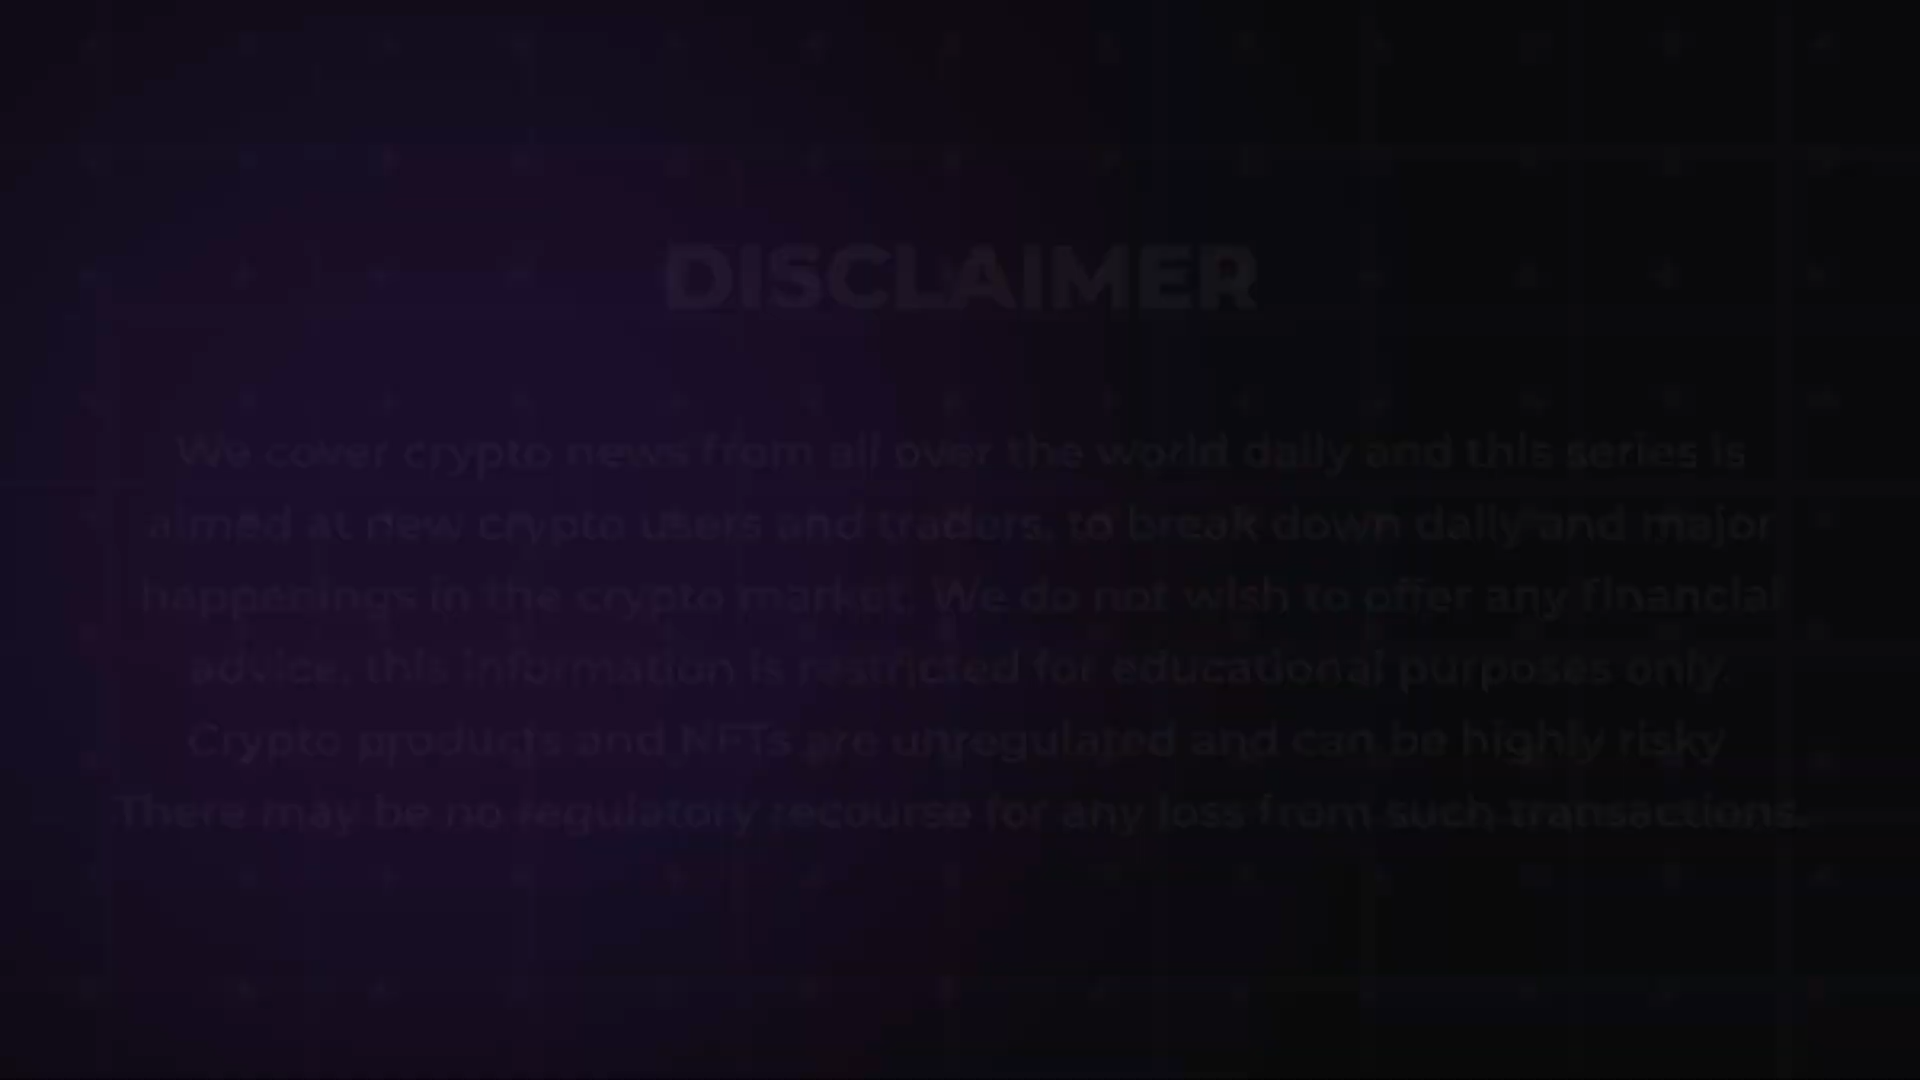 DISCLAIMER
We cover crypto news from all over the world daily and this series is
aimed at new crypto users and traders, to break down daily and major
happenings in the crypto market. We do not wish to offer any financial
advice, this information is restricted for educational purposes only.
Crypto products and NFTs are unregulated and can be highly risky
There may be no regulatory recourse for any loss from such transactions.